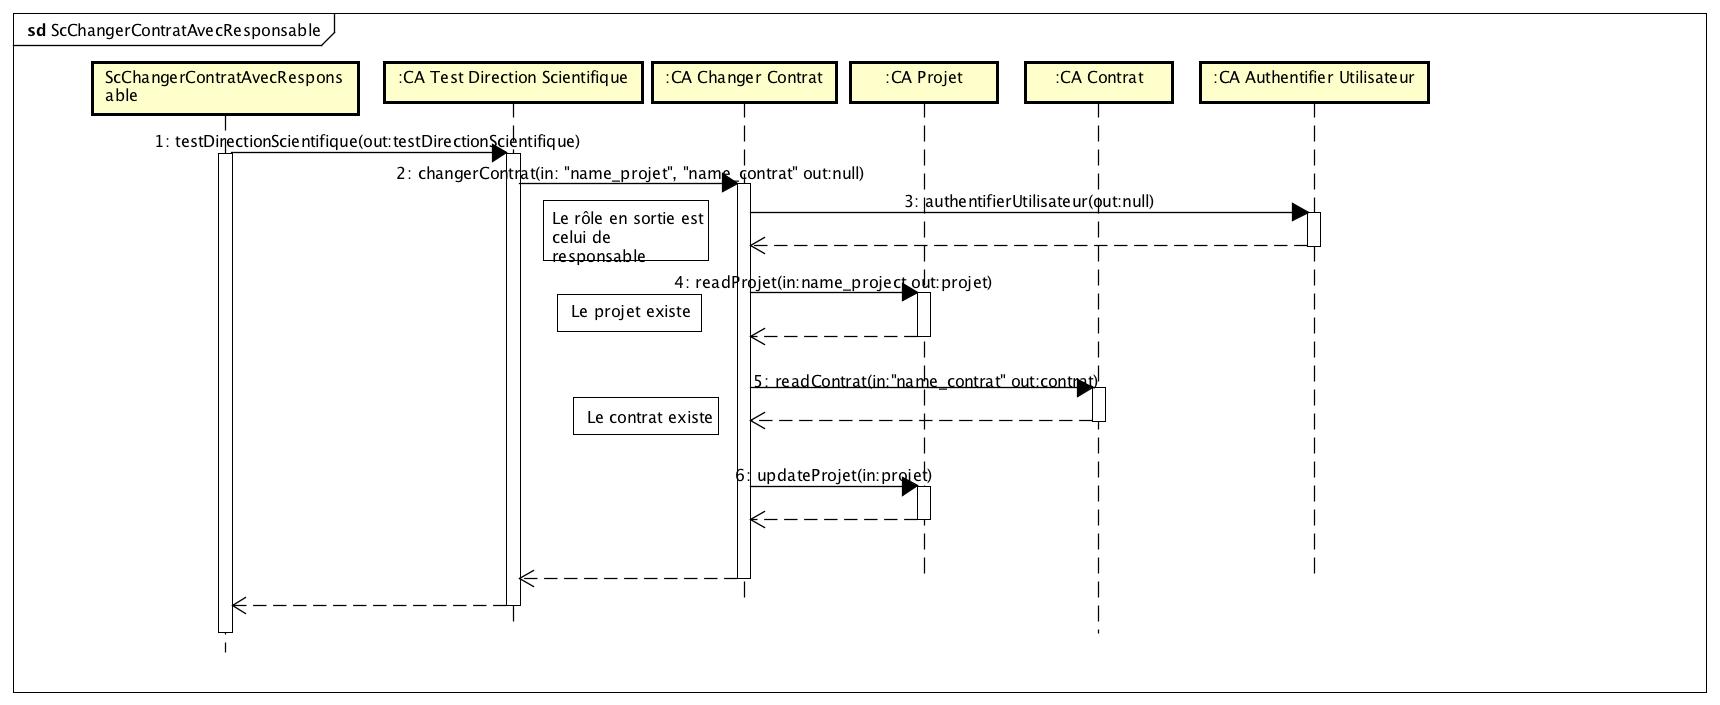 sd ScChangerContratAvecResponsable
ScChangerContratAvecRespons
able
:CA Test Direction Scientifique
:CA Changer Contrat
:CA Projet
:CA Contrat
:CA Authentifier Utilisateur
1: testDirectionScientifique(out:testDirectionScientifique)
2: changerContrat(in: "name_projet", "name_contrat" out:null)
3: authentifierUtilisateur(out:null)
Le rôle en sortie est
celui de
responsable
4: readProjet(in:name_project out:projet)
Le projet existe
5: readContrat(in:"name_contrat" out:contrat)
Le contrat existe
6: updateProjet(in:projet)